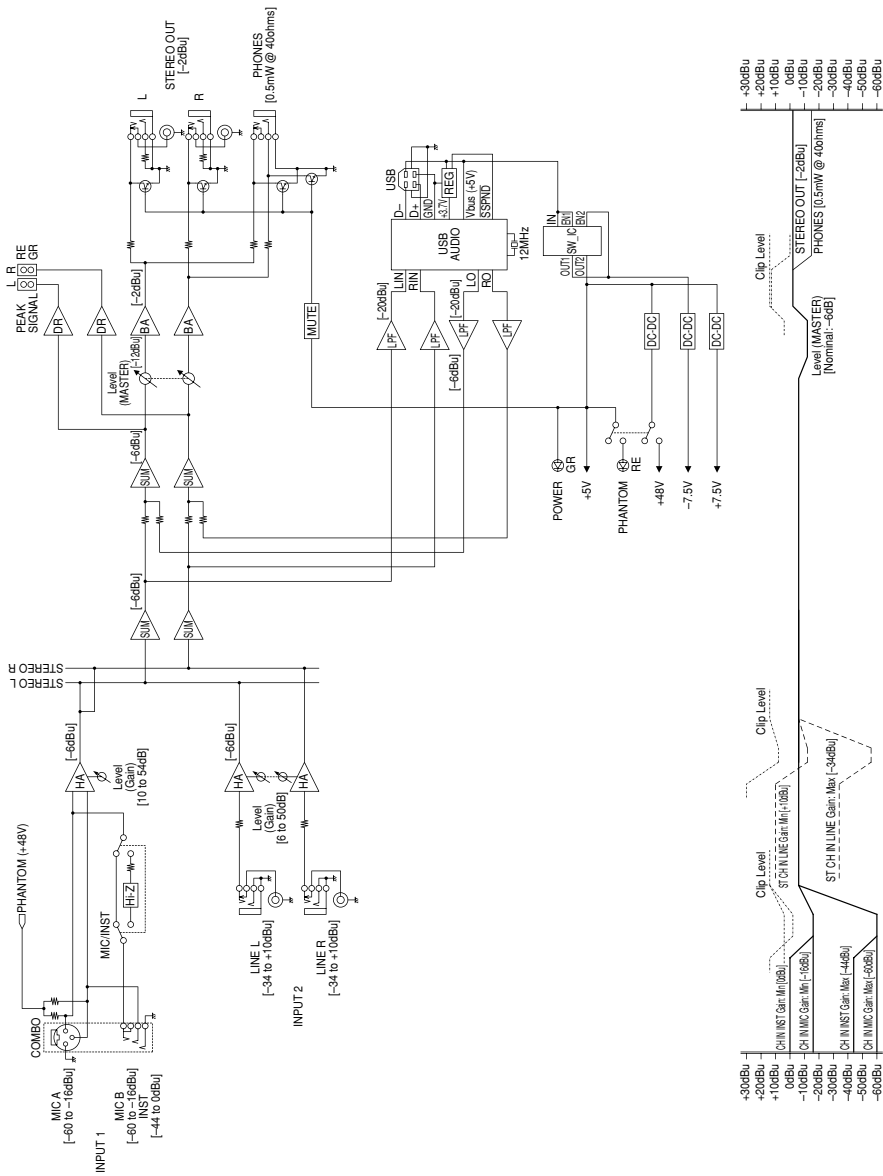 MIC A
[–60 to –16dBu]
INPUT 1
MIC B
[–60 to –16dBu]
INST
[–44 to 0dBu]
COMBO
PHANTOM (+48V)
MIC/INST
Hi-Z
HA
Level
(Gain)
[10 to 54dB]
[–6dBu]
LINE L
[–34 to +10dBu]
INPUT 2
LINE R
[–34 to +10dBu]
HA
HA
Level
(Gain)
[6 to 50dB]
[–6dBu]
STEREO L
STEREO R
SUM
SUM
[–6dBu]
SUM
SUM
[–6dBu]
Level
(MASTER)
[–12dBu]
BA
BA
[–2dBu]
DR
DR
PEAK
SIGNAL
L R
RE
GR
STEREO OUT
[–2dBu]
L
R
PHONES
[0.5mW @ 40ohms]
MUTE
LPF
LPF
LPF
LPF
[–20dBu]
[–20dBu]
[–6dBu]
LIN
RIN
LO
RO
USB
AUDIO
12MHz
D–
D+
GND
+3.7V
Vbus (+5V)
SSPND
USB
REG
IN
EN1
EN2
SW_IC
OUT1
OUT2
DC-DC
DC-DC
DC-DC
POWER
GR
+5V
PHANTOM
RE
+48V
–7.5V
+7.5V
+30dBu
+20dBu
+10dBu
0dBu
–10dBu
–20dBu
–30dBu
–40dBu
–50dBu
–60dBu
CH IN INST Gain: Min [0dBu]
CH IN MIC Gain: Min [–16dBu]
CH IN INST Gain: Max [–44dBu]
CH IN MIC Gain: Max [–60dBu]
Clip Level
ST CH IN LINE Gain: Min [+10dBu]
ST CH IN LINE Gain: Max [–34dBu]
Clip Level
Level (MASTER)
[Nominal: –6dB]
Clip Level
STEREO OUT [–2dBu]
PHONES [0.5mW @ 40ohms]
+30dBu
+20dBu
+10dBu
0dBu
–10dBu
–20dBu
–30dBu
–40dBu
–50dBu
–60dBu